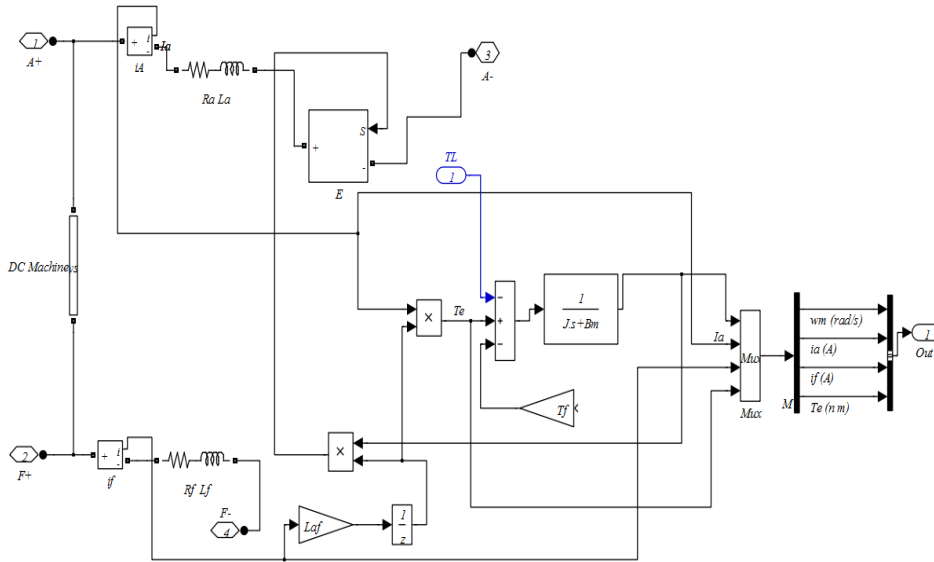 1
A+
+
i
-
Ia
iA
Ra La
3
A-
S
+
-
E
TL
1
DC Machine
×
Te
-
+
-
1
J.s+Bm
Tf
Ia
Mux
Mux
M
wm (rad/s)
ia (A)
if (A)
Te (n m)
1
Out
2
F+
+
i
-
if
Rf Lf
F-
4
×
Laf
1
z